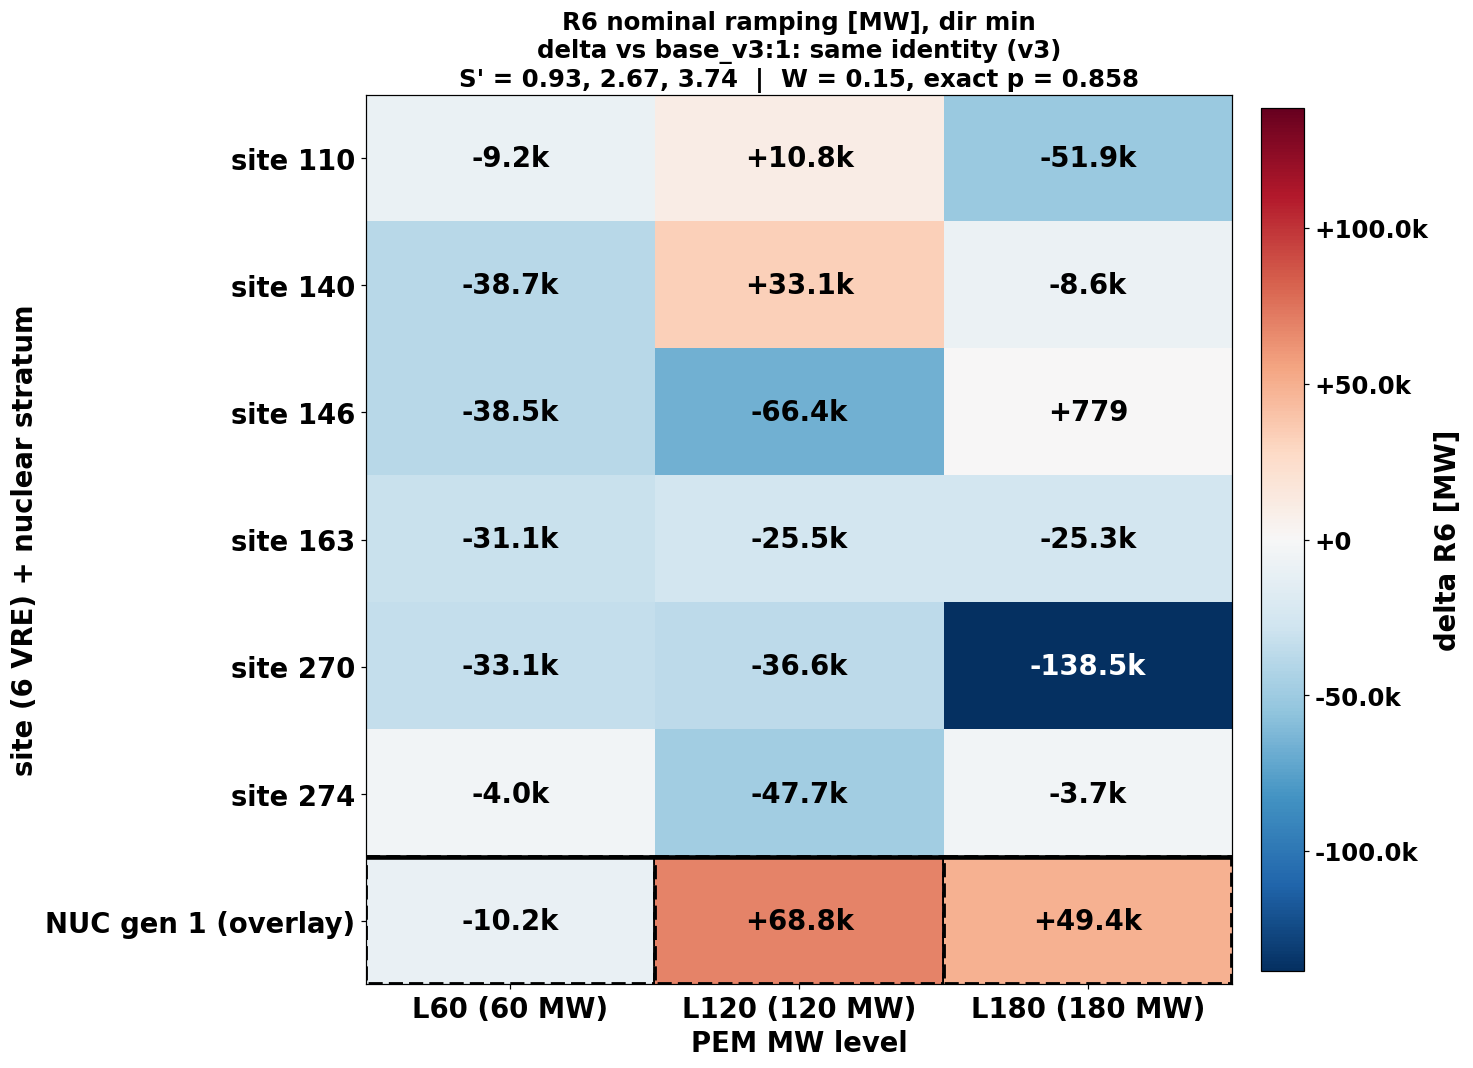 R6 nominal ramping [MW], dir min
delta vs base_v3:1: same identity (v3)
S' = 0.93, 2.67, 3.74 | W = 0.15, exact p = 0.858
site (6 VRE) + nuclear stratum
site 110
-9.2k
+10.8k
-51.9k
site 140
-38.7k
+33.1k
-8.6k
site 146
-38.5k
-66.4k
+779
site 163
-31.1k
-25.5k
-25.3k
site 270
-33.1k
-36.6k
-138.5k
site 274
-4.0k
-47.7k
-3.7k
NUC gen 1 (overlay)
-10.2k
+68.8k
+49.4k
L60 (60 MW)
L120 (120 MW)
L180 (180 MW)
PEM MW level
+100.0k
+50.0k
+0
-50.0k
-100.0k
delta R6 [MW]